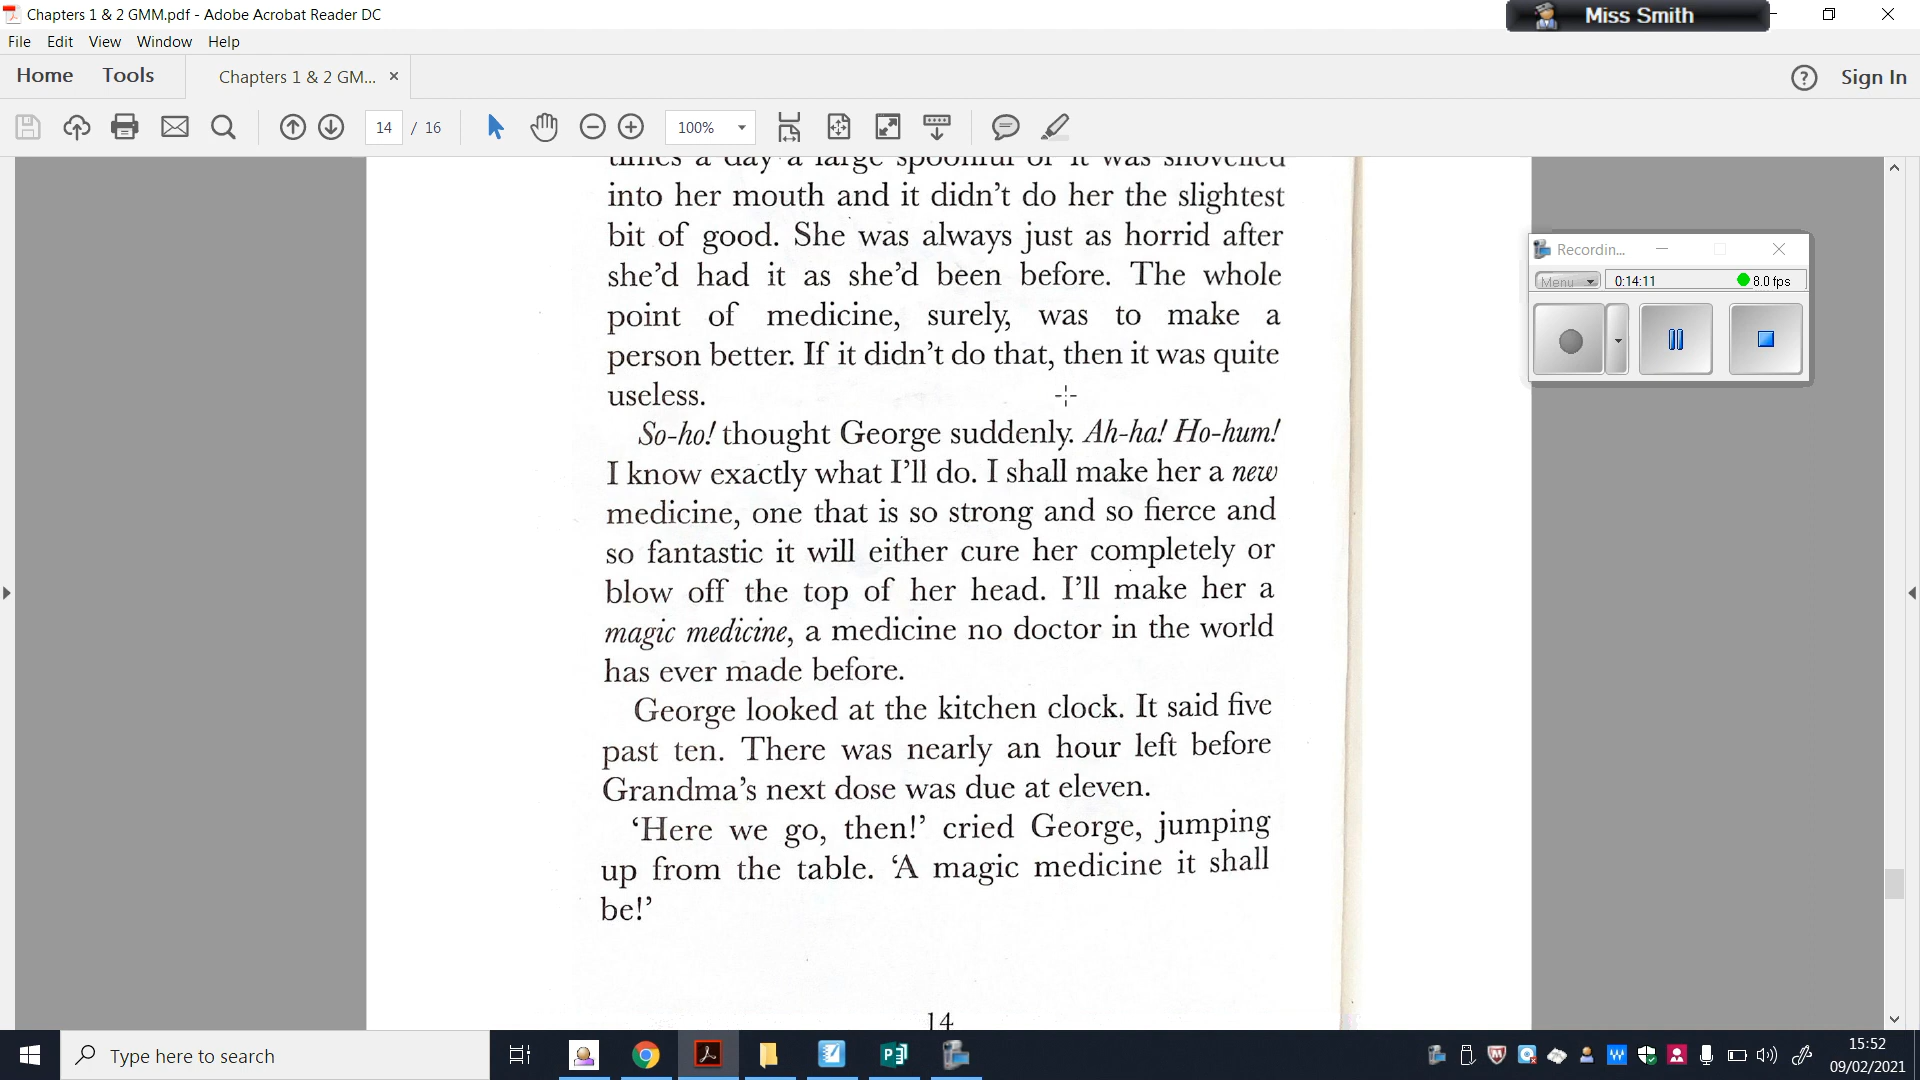 Chapters 1 & 2 GMM.pdf - Adobe Acrobat Reader DC
Miss Smith
File Edit View Window Help
Home Tools Chapters 1 & 2 GM... × ? Sign In
14 / 16 100%
times a day a large spoonful of it was shovelled
into her mouth and it didn't do her the slightest
bit of good. She was always just as horrid after
she'd had it as she'd been before. The whole
point of medicine, surely, was to make a
person better. If it didn't do that, then it was quite
useless.
So-ho! thought George suddenly. Ah-ha! Ho-hum!
I know exactly what I'll do. I shall make her a new
medicine, one that is so strong and so fierce and
so fantastic it will either cure her completely or
blow off the top of her head. I'll make her a
magic medicine, a medicine no doctor in the world
has ever made before.
George looked at the kitchen clock. It said five
past ten. There was nearly an hour left before
Grandma's next dose was due at eleven.
‘Here we go, then!’ cried George, jumping
up from the table. ‘A magic medicine it shall
be!’
14
Recordin...
Menu 0:14:11 8.0 fps
Type here to search
15:52
09/02/2021